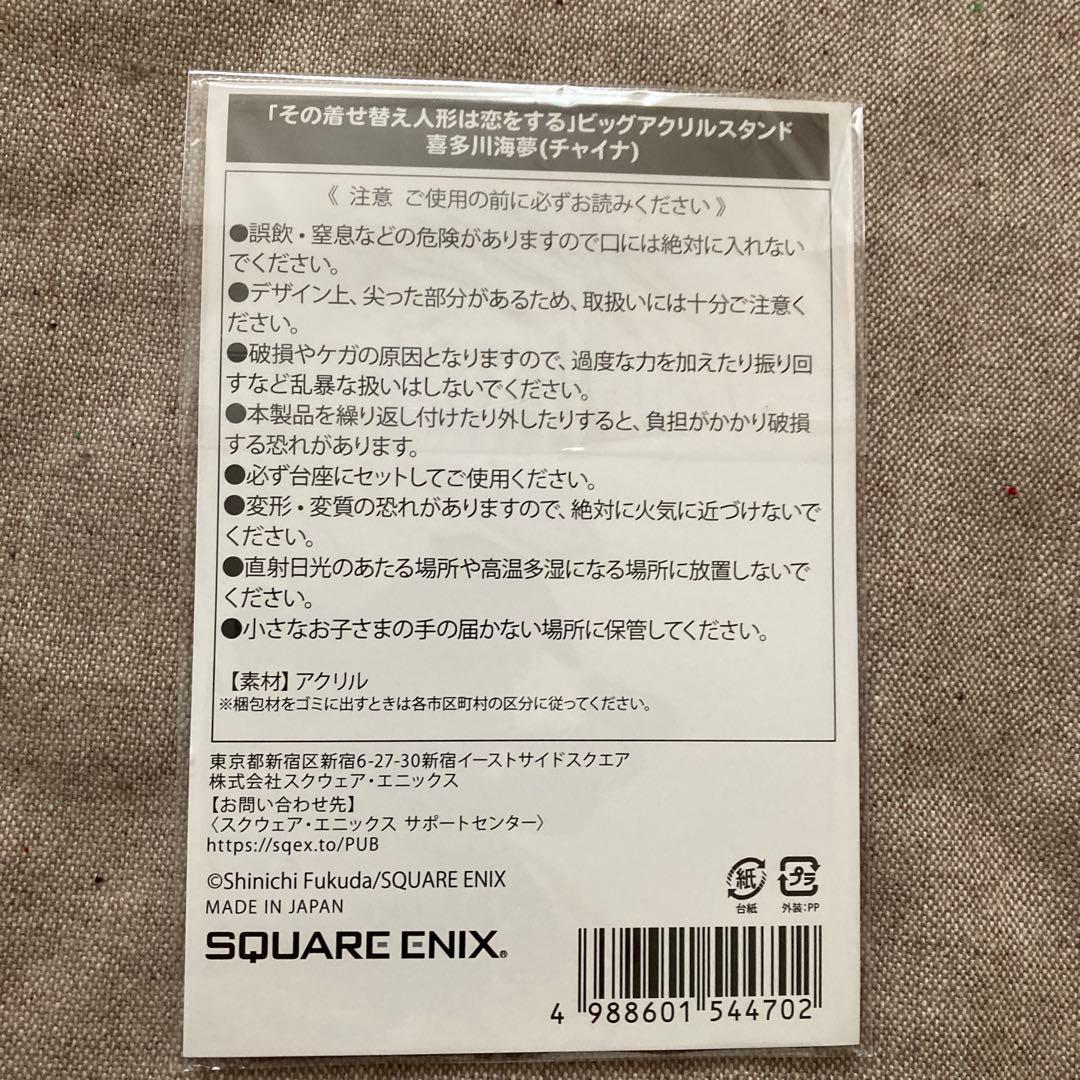 「その着せ替え人形は恋をする」ビッグアクリルスタンド
喜多川海夢(チャイナ)
《 注意 ご使用の前に必ずお読みください 》
●誤飲・窒息などの危険がありますので口には絶対に入れない
でください。
●デザイン上、尖った部分があるため、取扱いには十分ご注意く
ださい。
●破損やケガの原因となりますので、過度な力を加えたり振り回
すなど乱暴な扱いはしないでください。
●本製品を繰り返し付けたり外したりすると、負担がかかり破損
する恐れがあります。
●必ず台座にセットしてご使用ください。
●変形・変質の恐れがありますので、絶対に火気に近づけないで
ください。
●直射日光のあたる場所や高温多湿になる場所に放置しないで
ください。
●小さなお子さまの手の届かない場所に保管してください。
【素材】アクリル
※梱包材をゴミに出すときは各市区町村の区分に従ってください。
東京都新宿区新宿6-27-30新宿イーストサイドスクエア
株式会社スクウェア・エニックス
【お問い合わせ先】
〈スクウェア・エニックス サポートセンター〉
https://sqex.to/PUB
©Shinichi Fukuda/SQUARE ENIX
MADE IN JAPAN
紙 プラ
台紙 外装:PP
SQUARE ENIX®
4 988601 544702